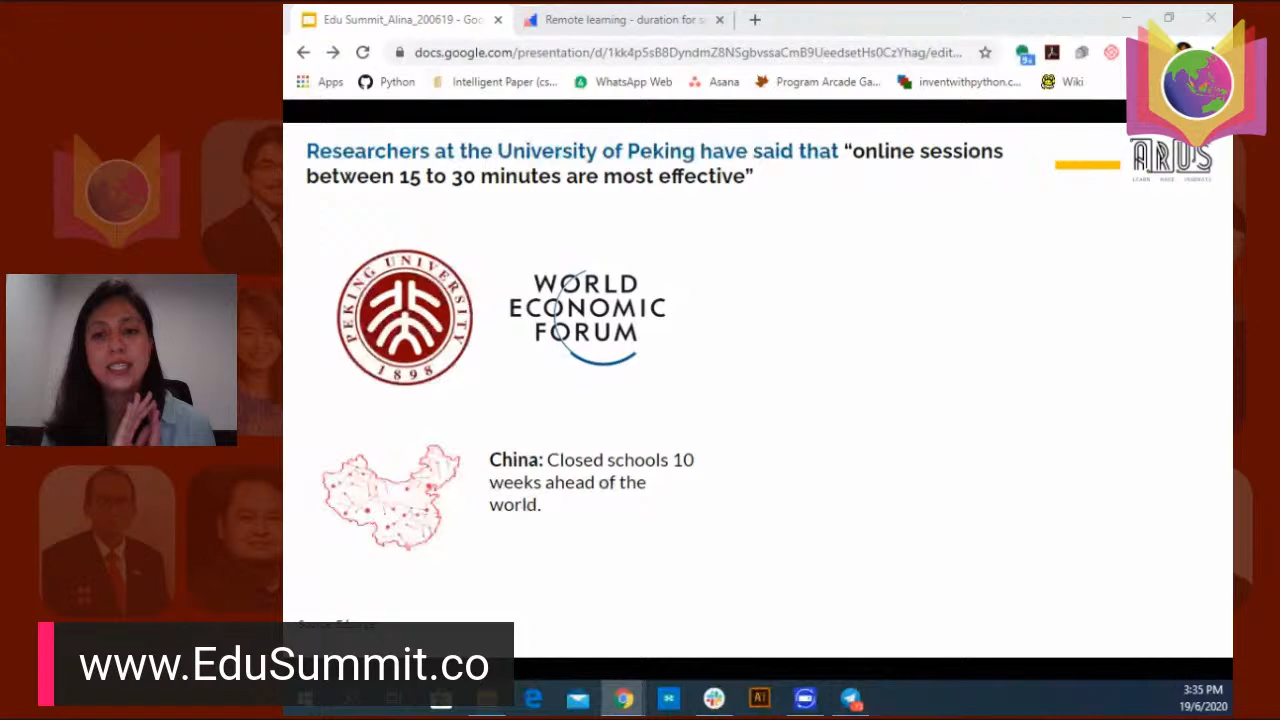 Edu Summit_Alina_200619 - Goo
Remote learning - duration for s
docs.google.com/presentation/d/1kk4p5sB8DyndmZ8NSgbvssaCmB9UeedsetHs0CzYhag/edit...
Apps
Python
Intelligent Paper (cs...
WhatsApp Web
Asana
Program Arcade Ga...
inventwithpython.c...
Wiki
Researchers at the University of Peking have said that “online sessions
between 15 to 30 minutes are most effective”
ARUS
PEKING UNIVERSITY
1898
WORLD
ECONOMIC
FORUM
China: Closed schools 10
weeks ahead of the
world.
www.EduSummit.co
Ai
3:35 PM
19/6/2020